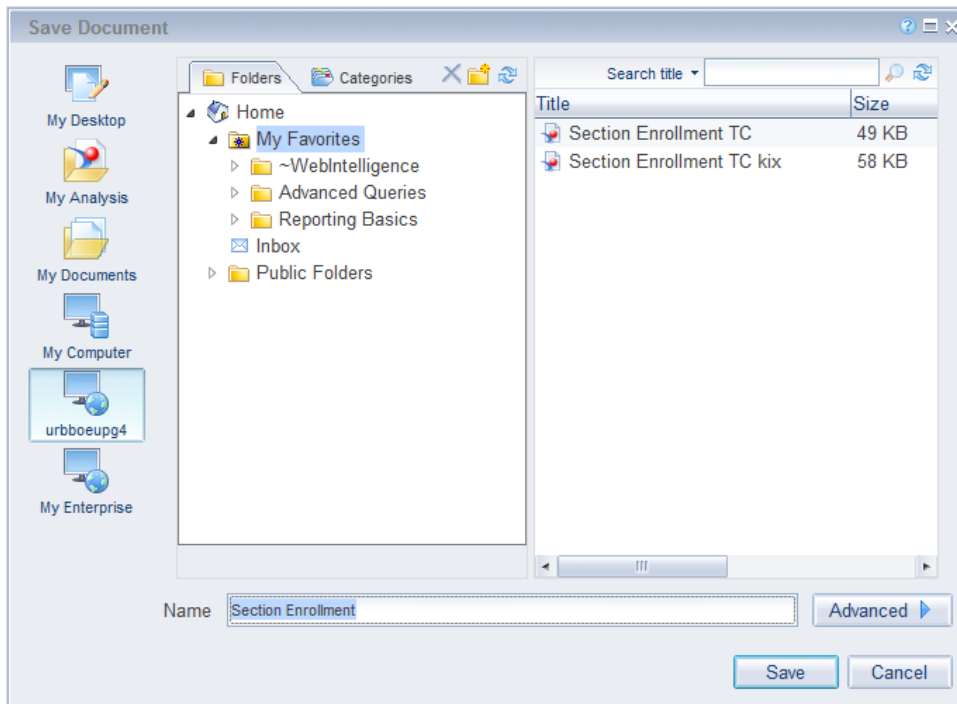 Save Document
My Desktop
My Analysis
My Documents
My Computer
urbboeupg4
My Enterprise
Folders
Categories
Home
My Favorites
~WebIntelligence
Advanced Queries
Reporting Basics
Inbox
Public Folders
Search title
Title Size
Section Enrollment TC 49 KB
Section Enrollment TC kix 58 KB
Name Section Enrollment
Advanced
Save Cancel